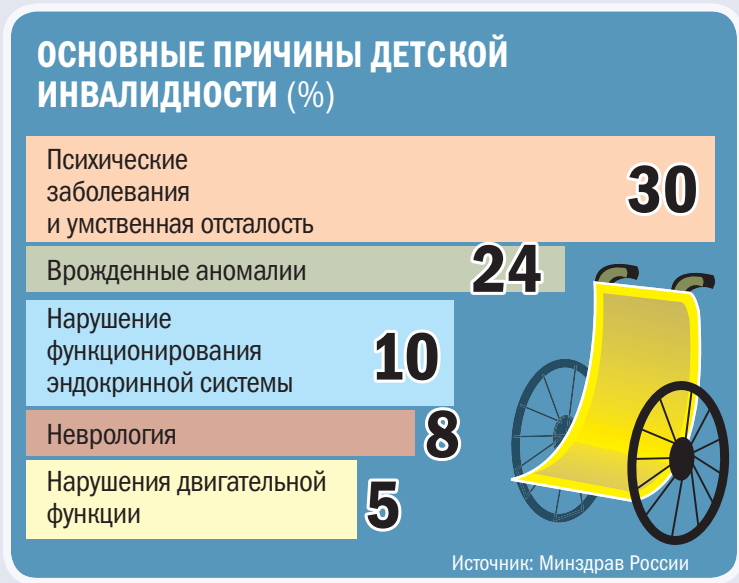 ОСНОВНЫЕ ПРИЧИНЫ ДЕТСКОЙ
ИНВАЛИДНОСТИ (%)
Психические
заболевания
и умственная отсталость
30
Врожденные аномалии
24
Нарушение
функционирования
эндокринной системы
10
Неврология
8
Нарушения двигательной
функции
5
Источник: Минздрав России